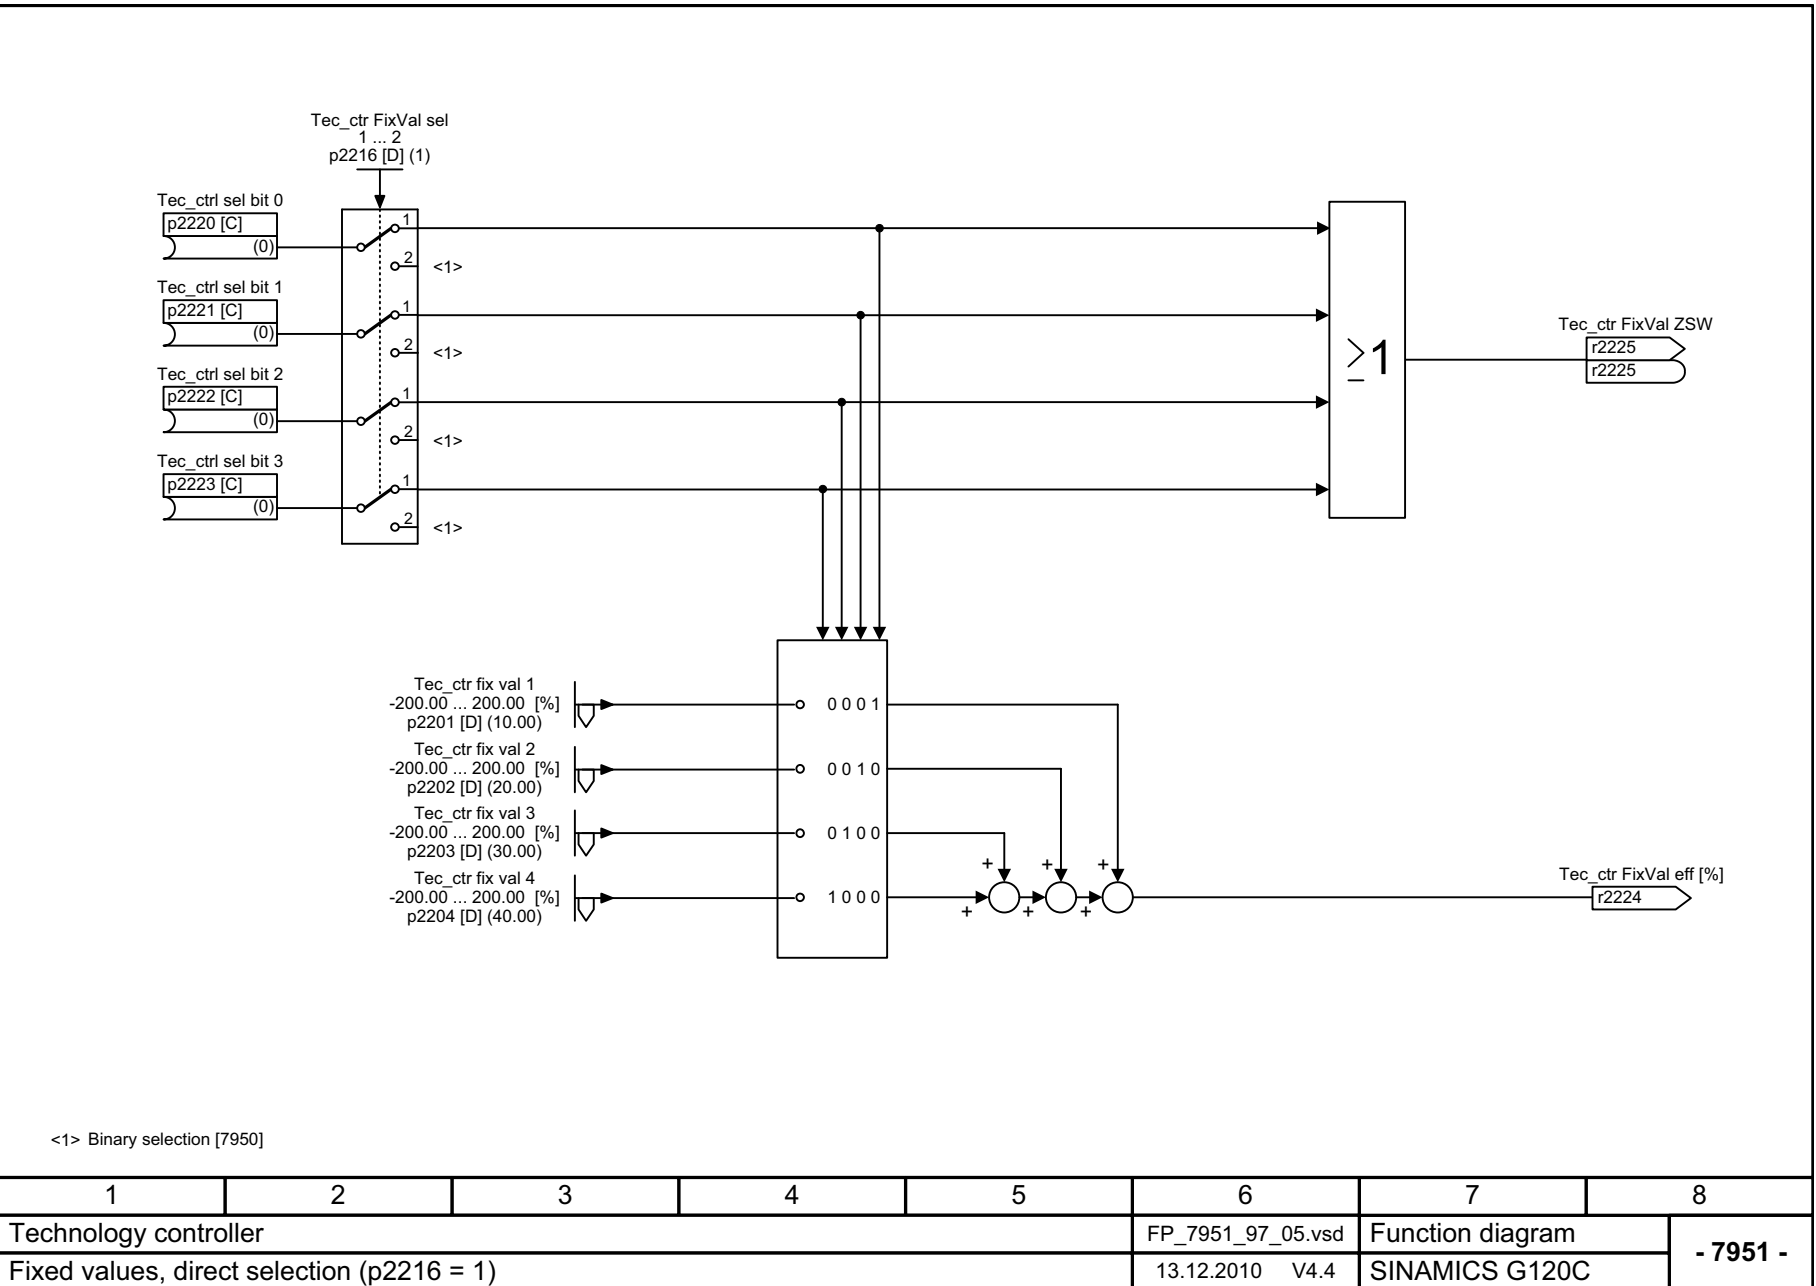 Tec_ctr FixVal sel
1 ... 2
p2216 [D] (1)
Tec_ctrl sel bit 0
p2220 [C]
(0)
1
2
<1>
Tec_ctrl sel bit 1
p2221 [C]
(0)
1
2
<1>
Tec_ctrl sel bit 2
p2222 [C]
(0)
1
2
<1>
Tec_ctrl sel bit 3
p2223 [C]
(0)
1
2
<1>
≥1
Tec_ctr FixVal ZSW
r2225
r2225
Tec_ctr fix val 1
-200.00 ... 200.00 [%]
p2201 [D] (10.00)
0 0 0 1
Tec_ctr fix val 2
-200.00 ... 200.00 [%]
p2202 [D] (20.00)
0 0 1 0
Tec_ctr fix val 3
-200.00 ... 200.00 [%]
p2203 [D] (30.00)
0 1 0 0
Tec_ctr fix val 4
-200.00 ... 200.00 [%]
p2204 [D] (40.00)
1 0 0 0
+ + +
+ + +
Tec_ctr FixVal eff [%]
r2224
<1> Binary selection [7950]
1 2 3 4 5 6 7 8
Technology controller
FP_7951_97_05.vsd
Function diagram
- 7951 -
Fixed values, direct selection (p2216 = 1)
13.12.2010 V4.4
SINAMICS G120C